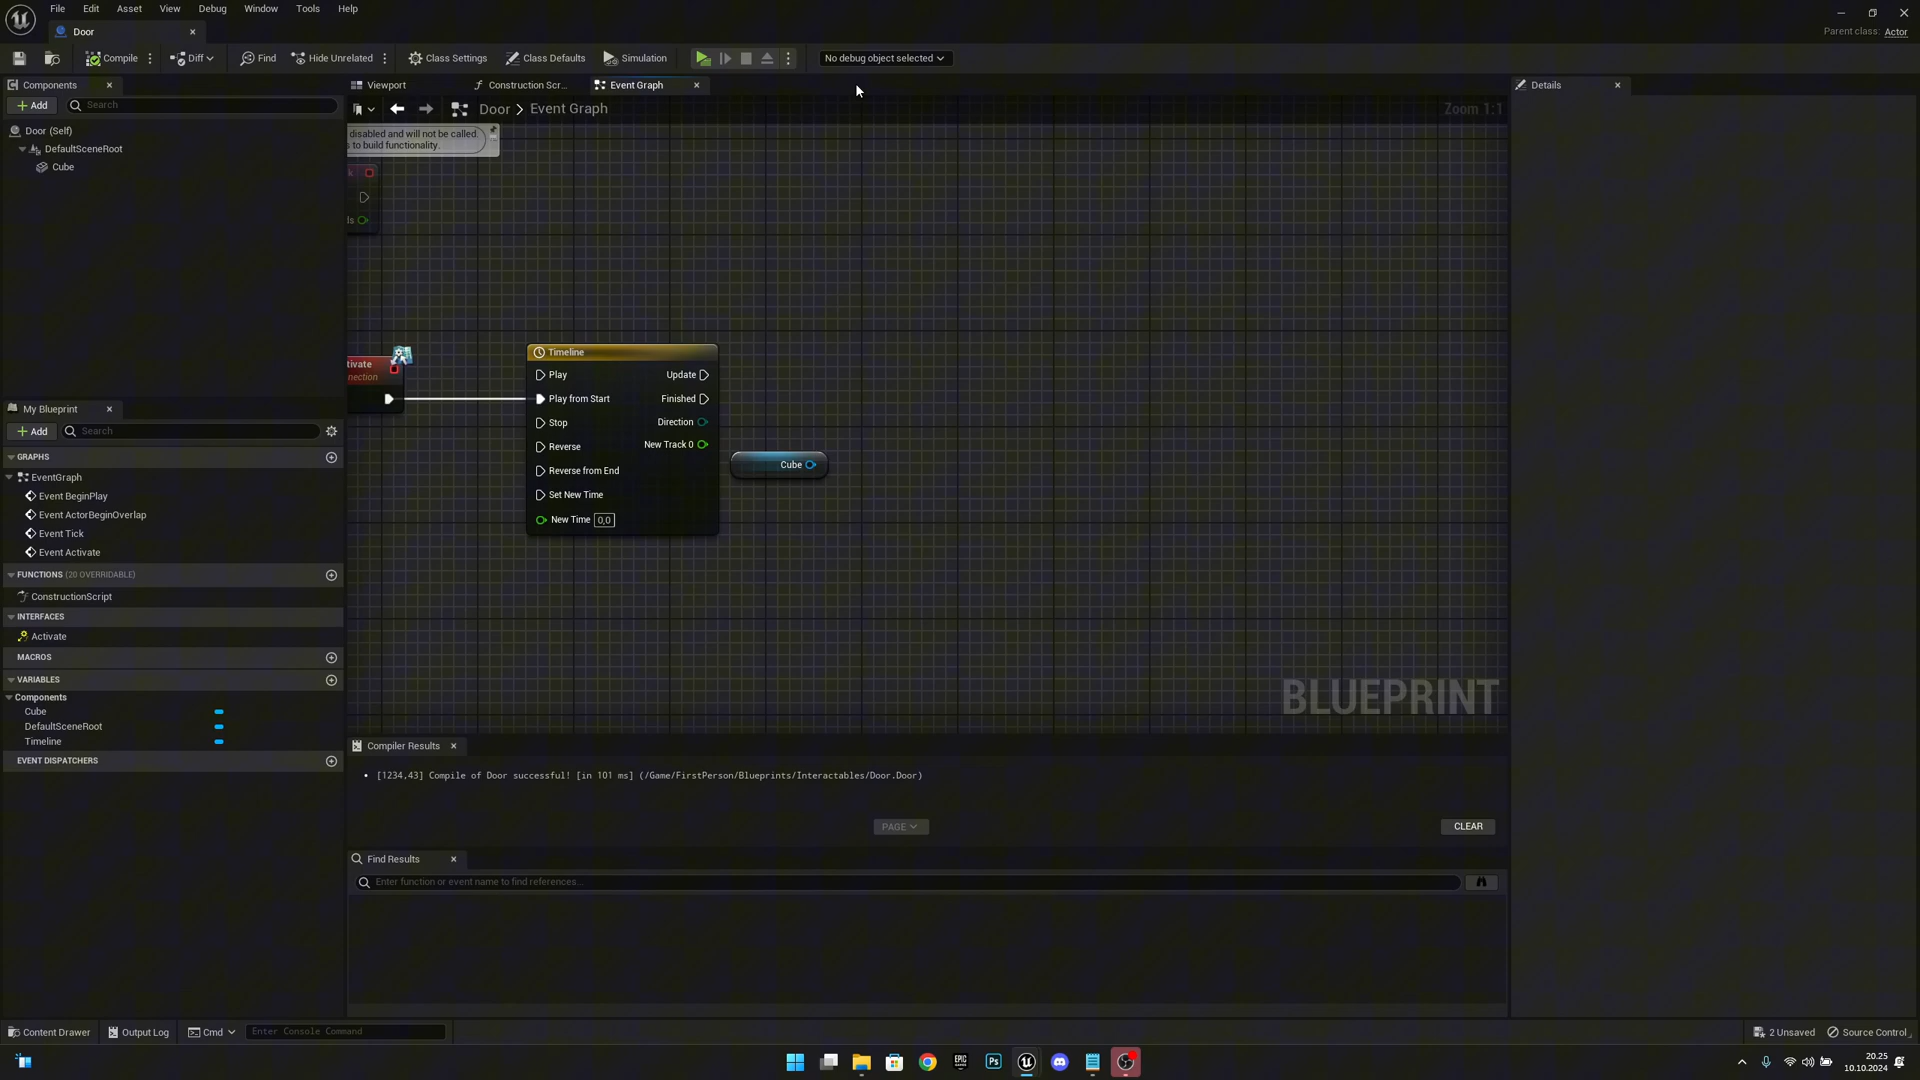 File Edit Asset View Window Debug Tools Help
Door
Parent class: Actor
Compile Diff Find Hide Unrelated Class Settings Class Defaults Simulation No debug object selected
Components
Viewport Construction Scr... Event Graph
Details
Add Search
Door > Event Graph
Zoom 1:1
Door (Self)
DefaultSceneRoot
Cube
disabled and will not be called.
s to build functionality.
k
ds
Timeline
tivate
nection
Play
Update
Play from Start
Finished
Stop
Direction
Reverse
New Track 0
Cube
Reverse from End
Set New Time
New Time 0,0
BLUEPRINT
My Blueprint
Add Search
GRAPHS
EventGraph
Event BeginPlay
Event ActorBeginOverlap
Event Tick
Event Activate
FUNCTIONS (20 OVERRIDABLE)
ConstructionScript
INTERFACES
Activate
MACROS
VARIABLES
Components
Cube
DefaultSceneRoot
Timeline
EVENT DISPATCHERS
Compiler Results
[1234,43] Compile of Door successful! [in 101 ms] (/Game/FirstPerson/Blueprints/Interactables/Door.Door)
PAGE
CLEAR
Find Results
Enter function or event name to find references...
Content Drawer Output Log Cmd Enter Console Command
2 Unsaved Source Control
EPIC
Ps
20.25
10.10.2024